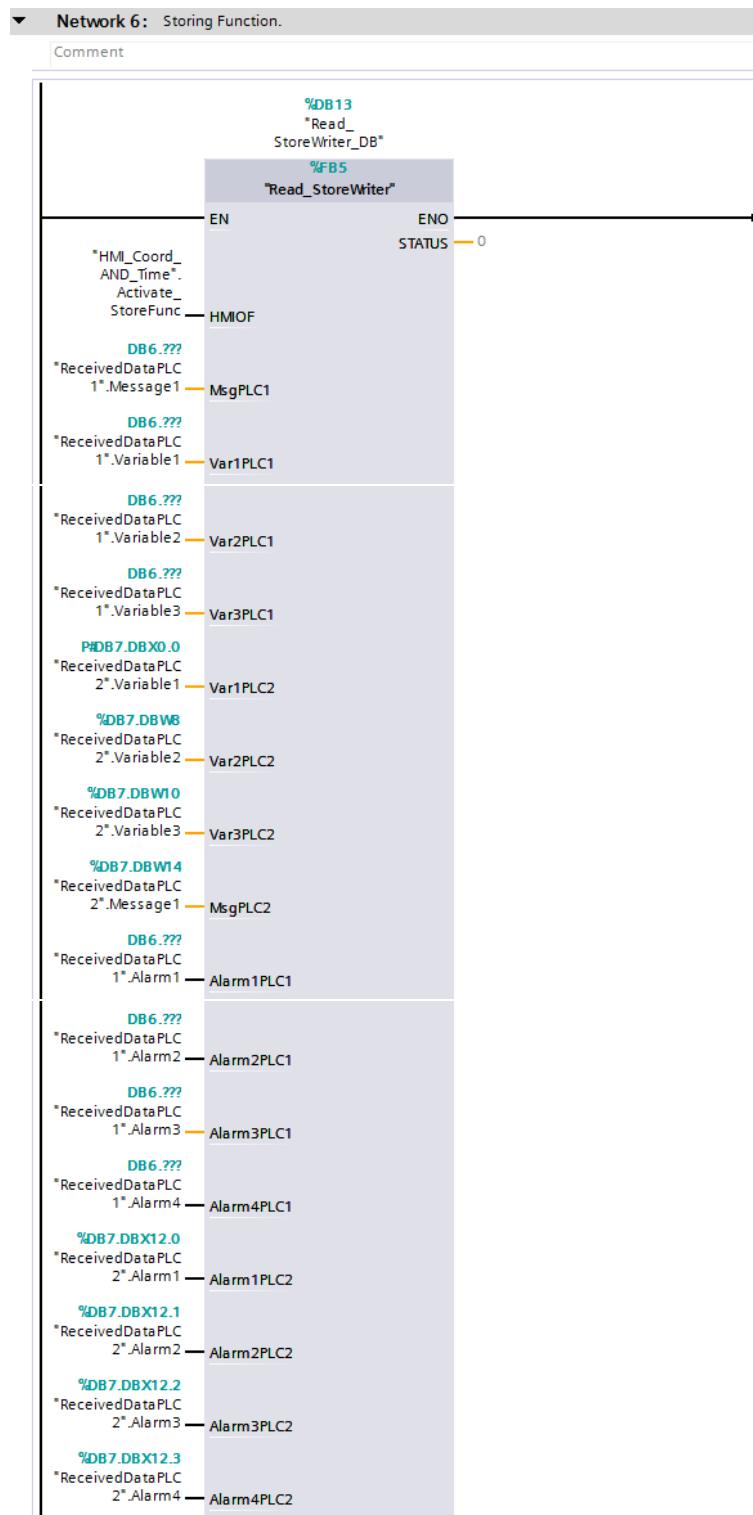 Network 6: Storing Function.
Comment
%DB13
"Read_
StoreWriter_DB"
%FB5
"Read_StoreWriter"
EN ENO
STATUS 0
"HMI_Coord_
AND_Time".
Activate_
StoreFunc HMIOF
DB6.???
"ReceivedDataPLC
1".Message1 MsgPLC1
DB6.???
"ReceivedDataPLC
1".Variable1 Var1PLC1
DB6.???
"ReceivedDataPLC
1".Variable2 Var2PLC1
DB6.???
"ReceivedDataPLC
1".Variable3 Var3PLC1
P#DB7.DBX0.0
"ReceivedDataPLC
2".Variable1 Var1PLC2
%DB7.DBW8
"ReceivedDataPLC
2".Variable2 Var2PLC2
%DB7.DBW10
"ReceivedDataPLC
2".Variable3 Var3PLC2
%DB7.DBW14
"ReceivedDataPLC
2".Message1 MsgPLC2
DB6.???
"ReceivedDataPLC
1".Alarm1 Alarm1PLC1
DB6.???
"ReceivedDataPLC
1".Alarm2 Alarm2PLC1
DB6.???
"ReceivedDataPLC
1".Alarm3 Alarm3PLC1
DB6.???
"ReceivedDataPLC
1".Alarm4 Alarm4PLC1
%DB7.DBX12.0
"ReceivedDataPLC
2".Alarm1 Alarm1PLC2
%DB7.DBX12.1
"ReceivedDataPLC
2".Alarm2 Alarm2PLC2
%DB7.DBX12.2
"ReceivedDataPLC
2".Alarm3 Alarm3PLC2
%DB7.DBX12.3
"ReceivedDataPLC
2".Alarm4 Alarm4PLC2